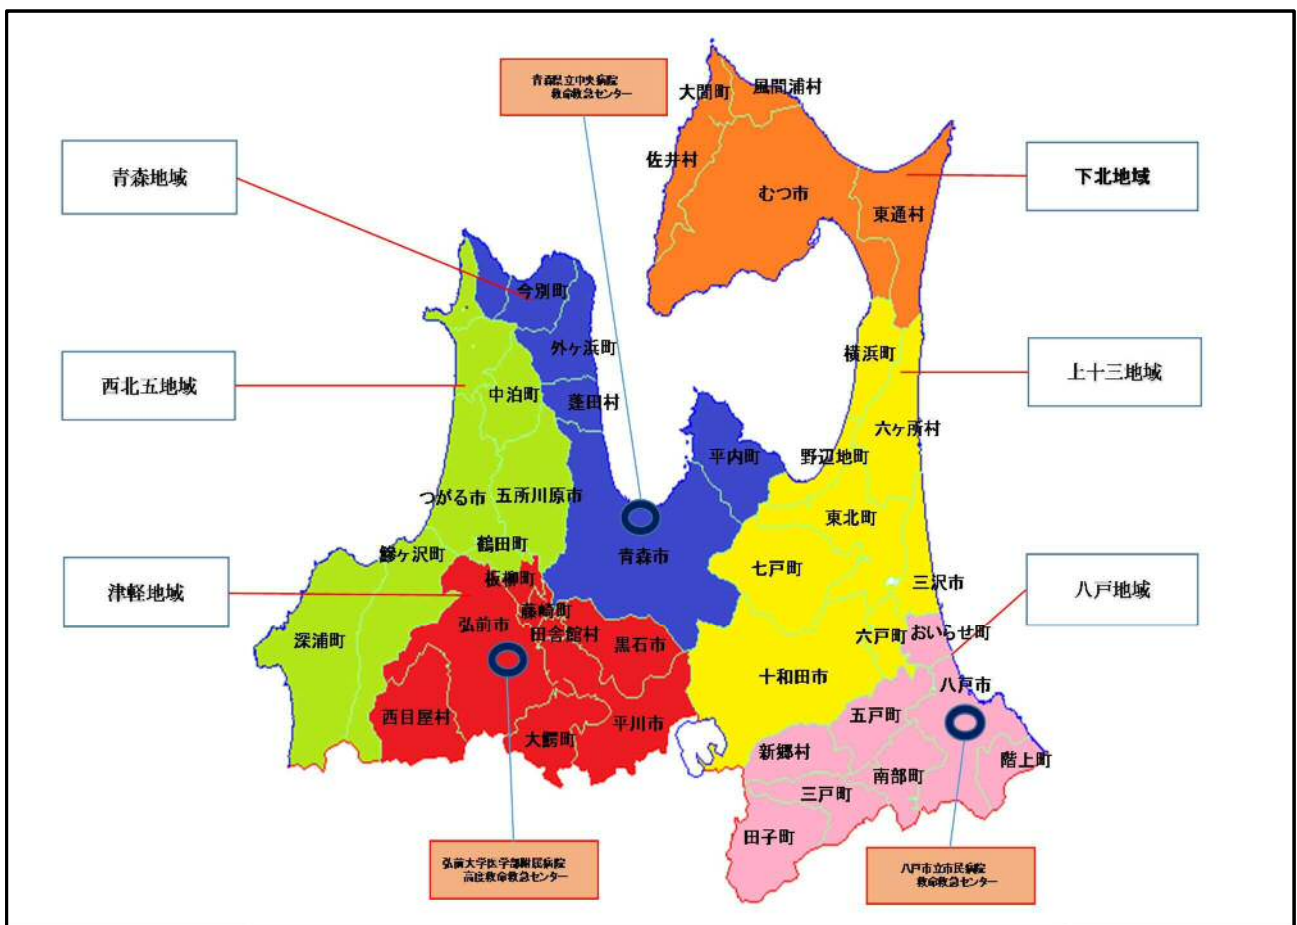 青森県立中央病院
救命救急センター
大間町
風間浦村
青森地域
佐井村
下北地域
むつ市
東通村
今別町
外ヶ浜町
横浜町
上十三地域
西北五地域
中泊町
蓬田村
六ヶ所村
平内町
野辺地町
つがる市
五所川原市
東北町
鰺ヶ沢町
鶴田町
青森市
七戸町
三沢市
津軽地域
板柳町
八戸地域
藤崎町
弘前市
田舎館村
黒石市
六戸町
おいらせ町
深浦町
十和田市
八戸市
西目屋村
平川市
五戸町
大鰐町
新郷村
階上町
南部町
三戸町
田子町
弘前大学医学部附属病院
高度救命救急センター
八戸市立市民病院
救命救急センター